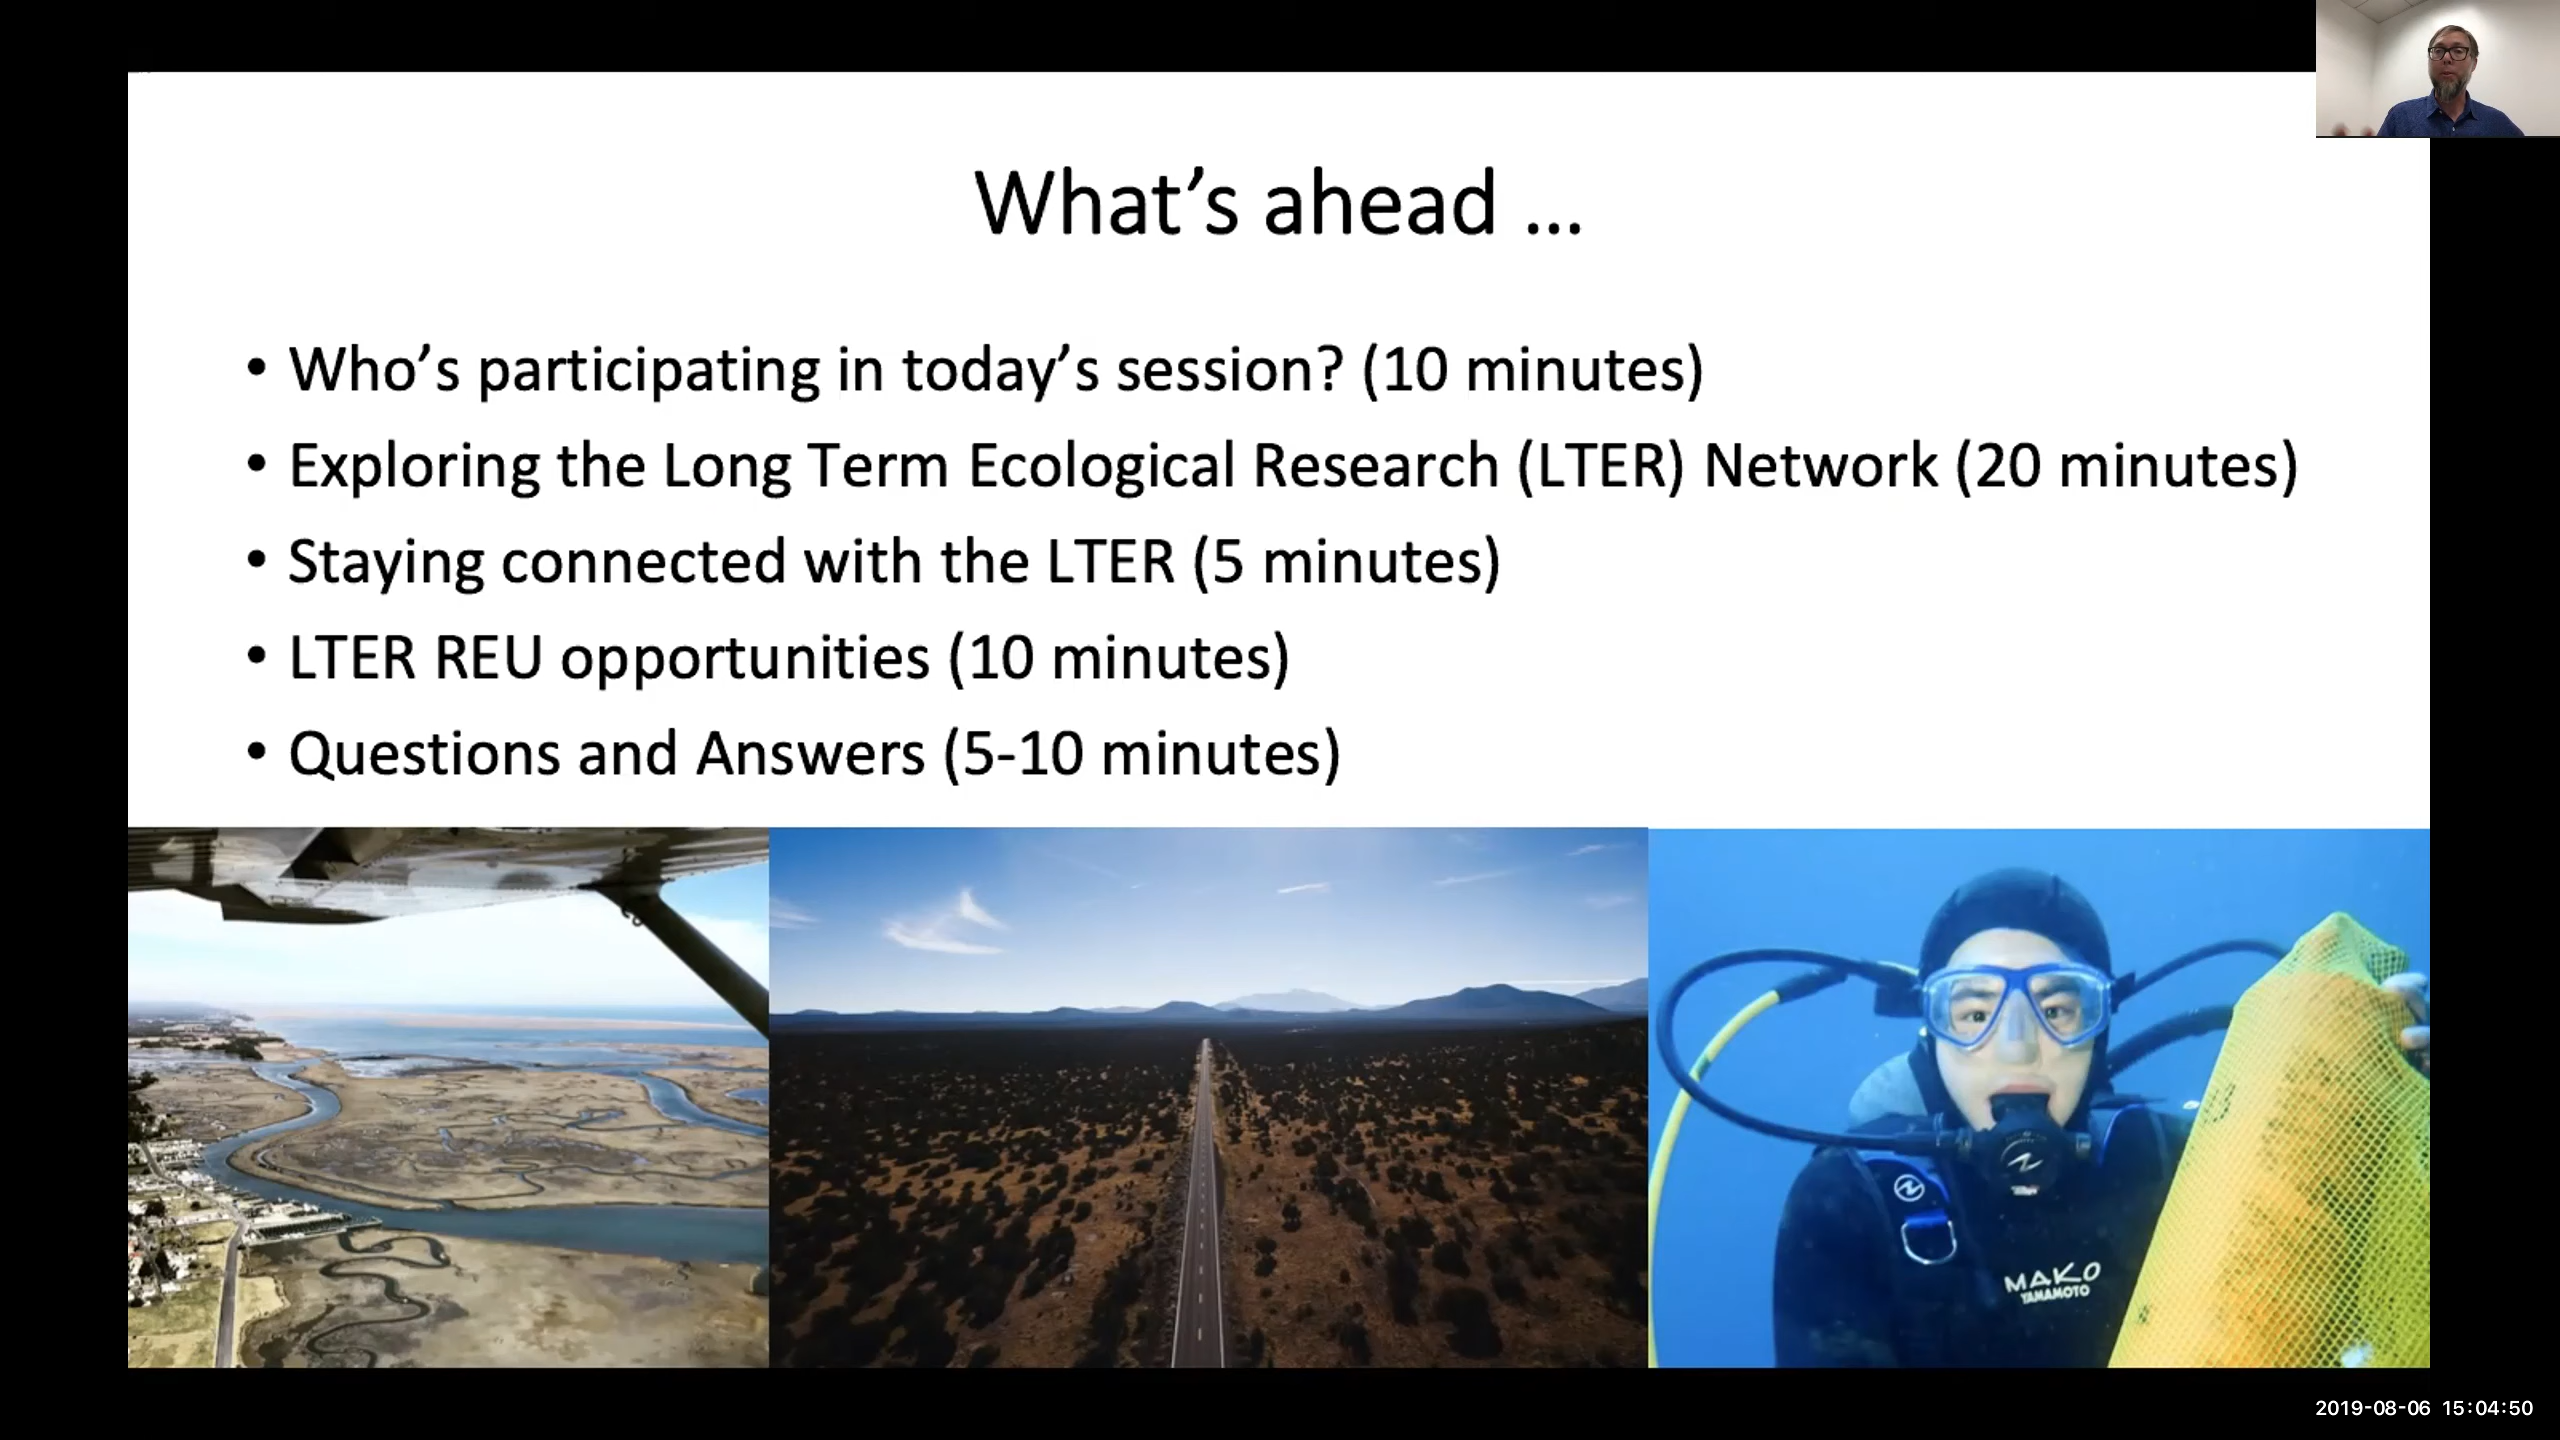 What’s ahead ...
• Who’s participating in today’s session? (10 minutes)
• Exploring the Long Term Ecological Research (LTER) Network (20 minutes)
• Staying connected with the LTER (5 minutes)
• LTER REU opportunities (10 minutes)
• Questions and Answers (5-10 minutes)
MAKO
YAMAMOTO
2019-08-06 15:04:50